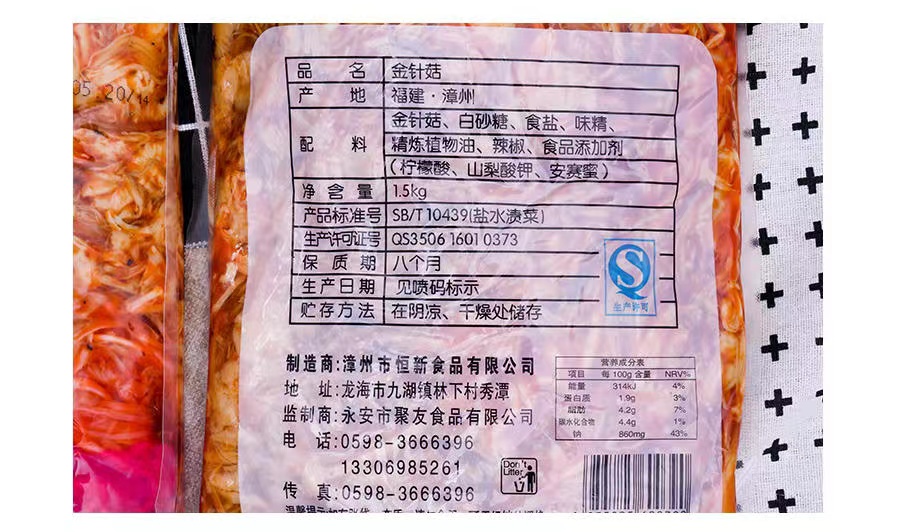 05 20/14
品 名 金针菇
产 地 福建·漳州
配 料 金针菇、白砂糖、食盐、味精、
精炼植物油、辣椒、食品添加剂
(柠檬酸、山梨酸钾、安赛蜜)
净含量 1.5kg
产品标准号 SB/T 10439(盐水渍菜)
生产许可证号 QS3506 1601 0373
保 质 期 八个月
生产日期 见喷码标示
贮存方法 在阴凉、干燥处储存
QS
生产许可
制造商:漳州市恒新食品有限公司
地 址:龙海市九湖镇林下村秀潭
监制商:永安市聚友食品有限公司
电 话:0598-3666396
13306985261
传 真:0598-3666396
营养成分表
项目 每100g含量 NRV%
能量 314kJ 4%
蛋白质 1.9g 3%
脂肪 4.2g 7%
碳水化合物 4.4g 1%
钠 860mg 43%
Don't
Litter